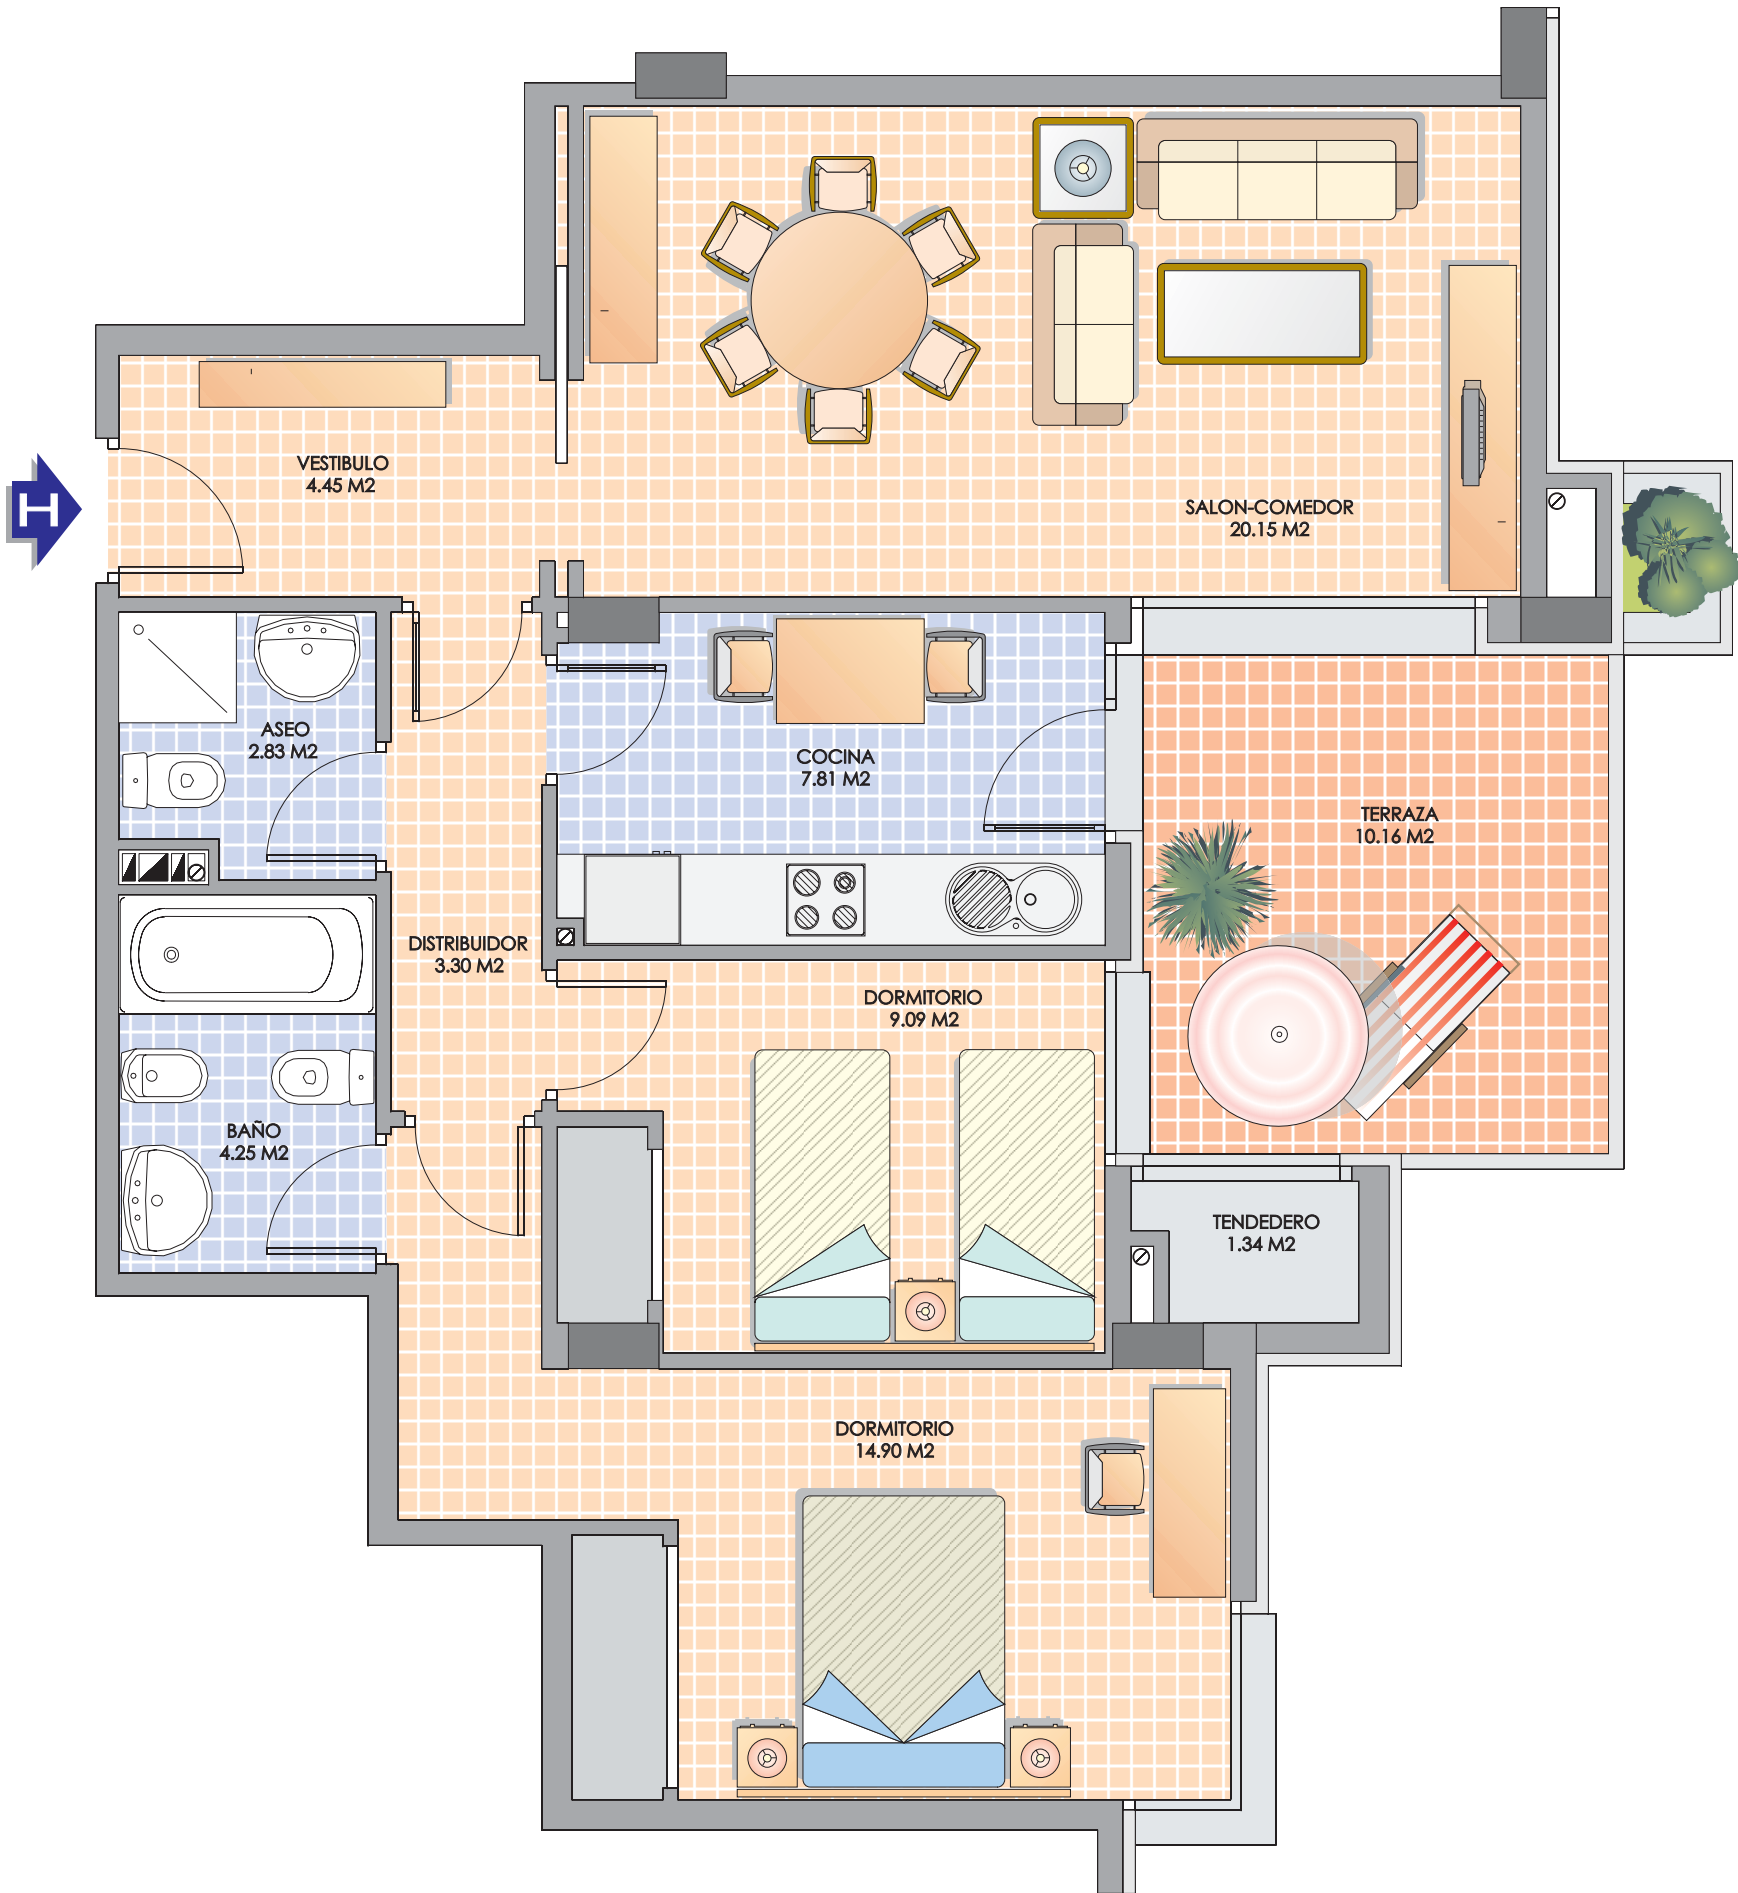 H
VESTIBULO
4.45 M2
SALON-COMEDOR
20.15 M2
ASEO
2.83 M2
COCINA
7.81 M2
TERRAZA
10.16 M2
DISTRIBUIDOR
3.30 M2
DORMITORIO
9.09 M2
BAÑO
4.25 M2
TENDEDERO
1.34 M2
DORMITORIO
14.90 M2